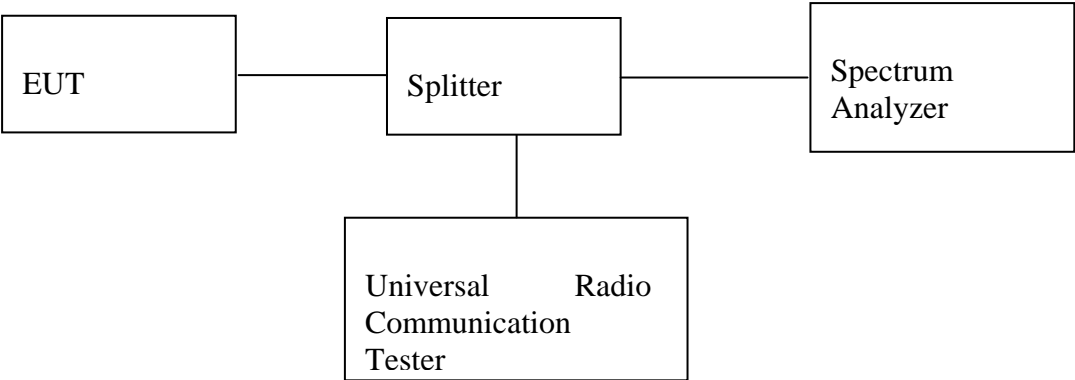 EUT
Splitter
Spectrum
Analyzer
Universal Radio
Communication
Tester